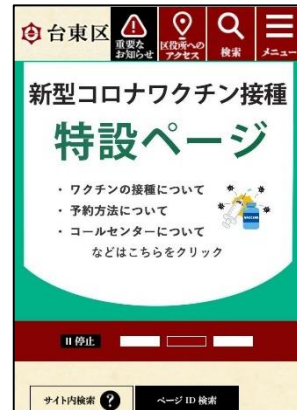 台東区
重要な
お知らせ
区役所への
アクセス
検索
メニュー
新型コロナワクチン接種
特設ページ
・ ワクチンの接種について
・ 予約方法について
・ コールセンターについて
などはこちらをクリック
VACCINE
II 停止
サイト内検索 ?
ページ ID 検索